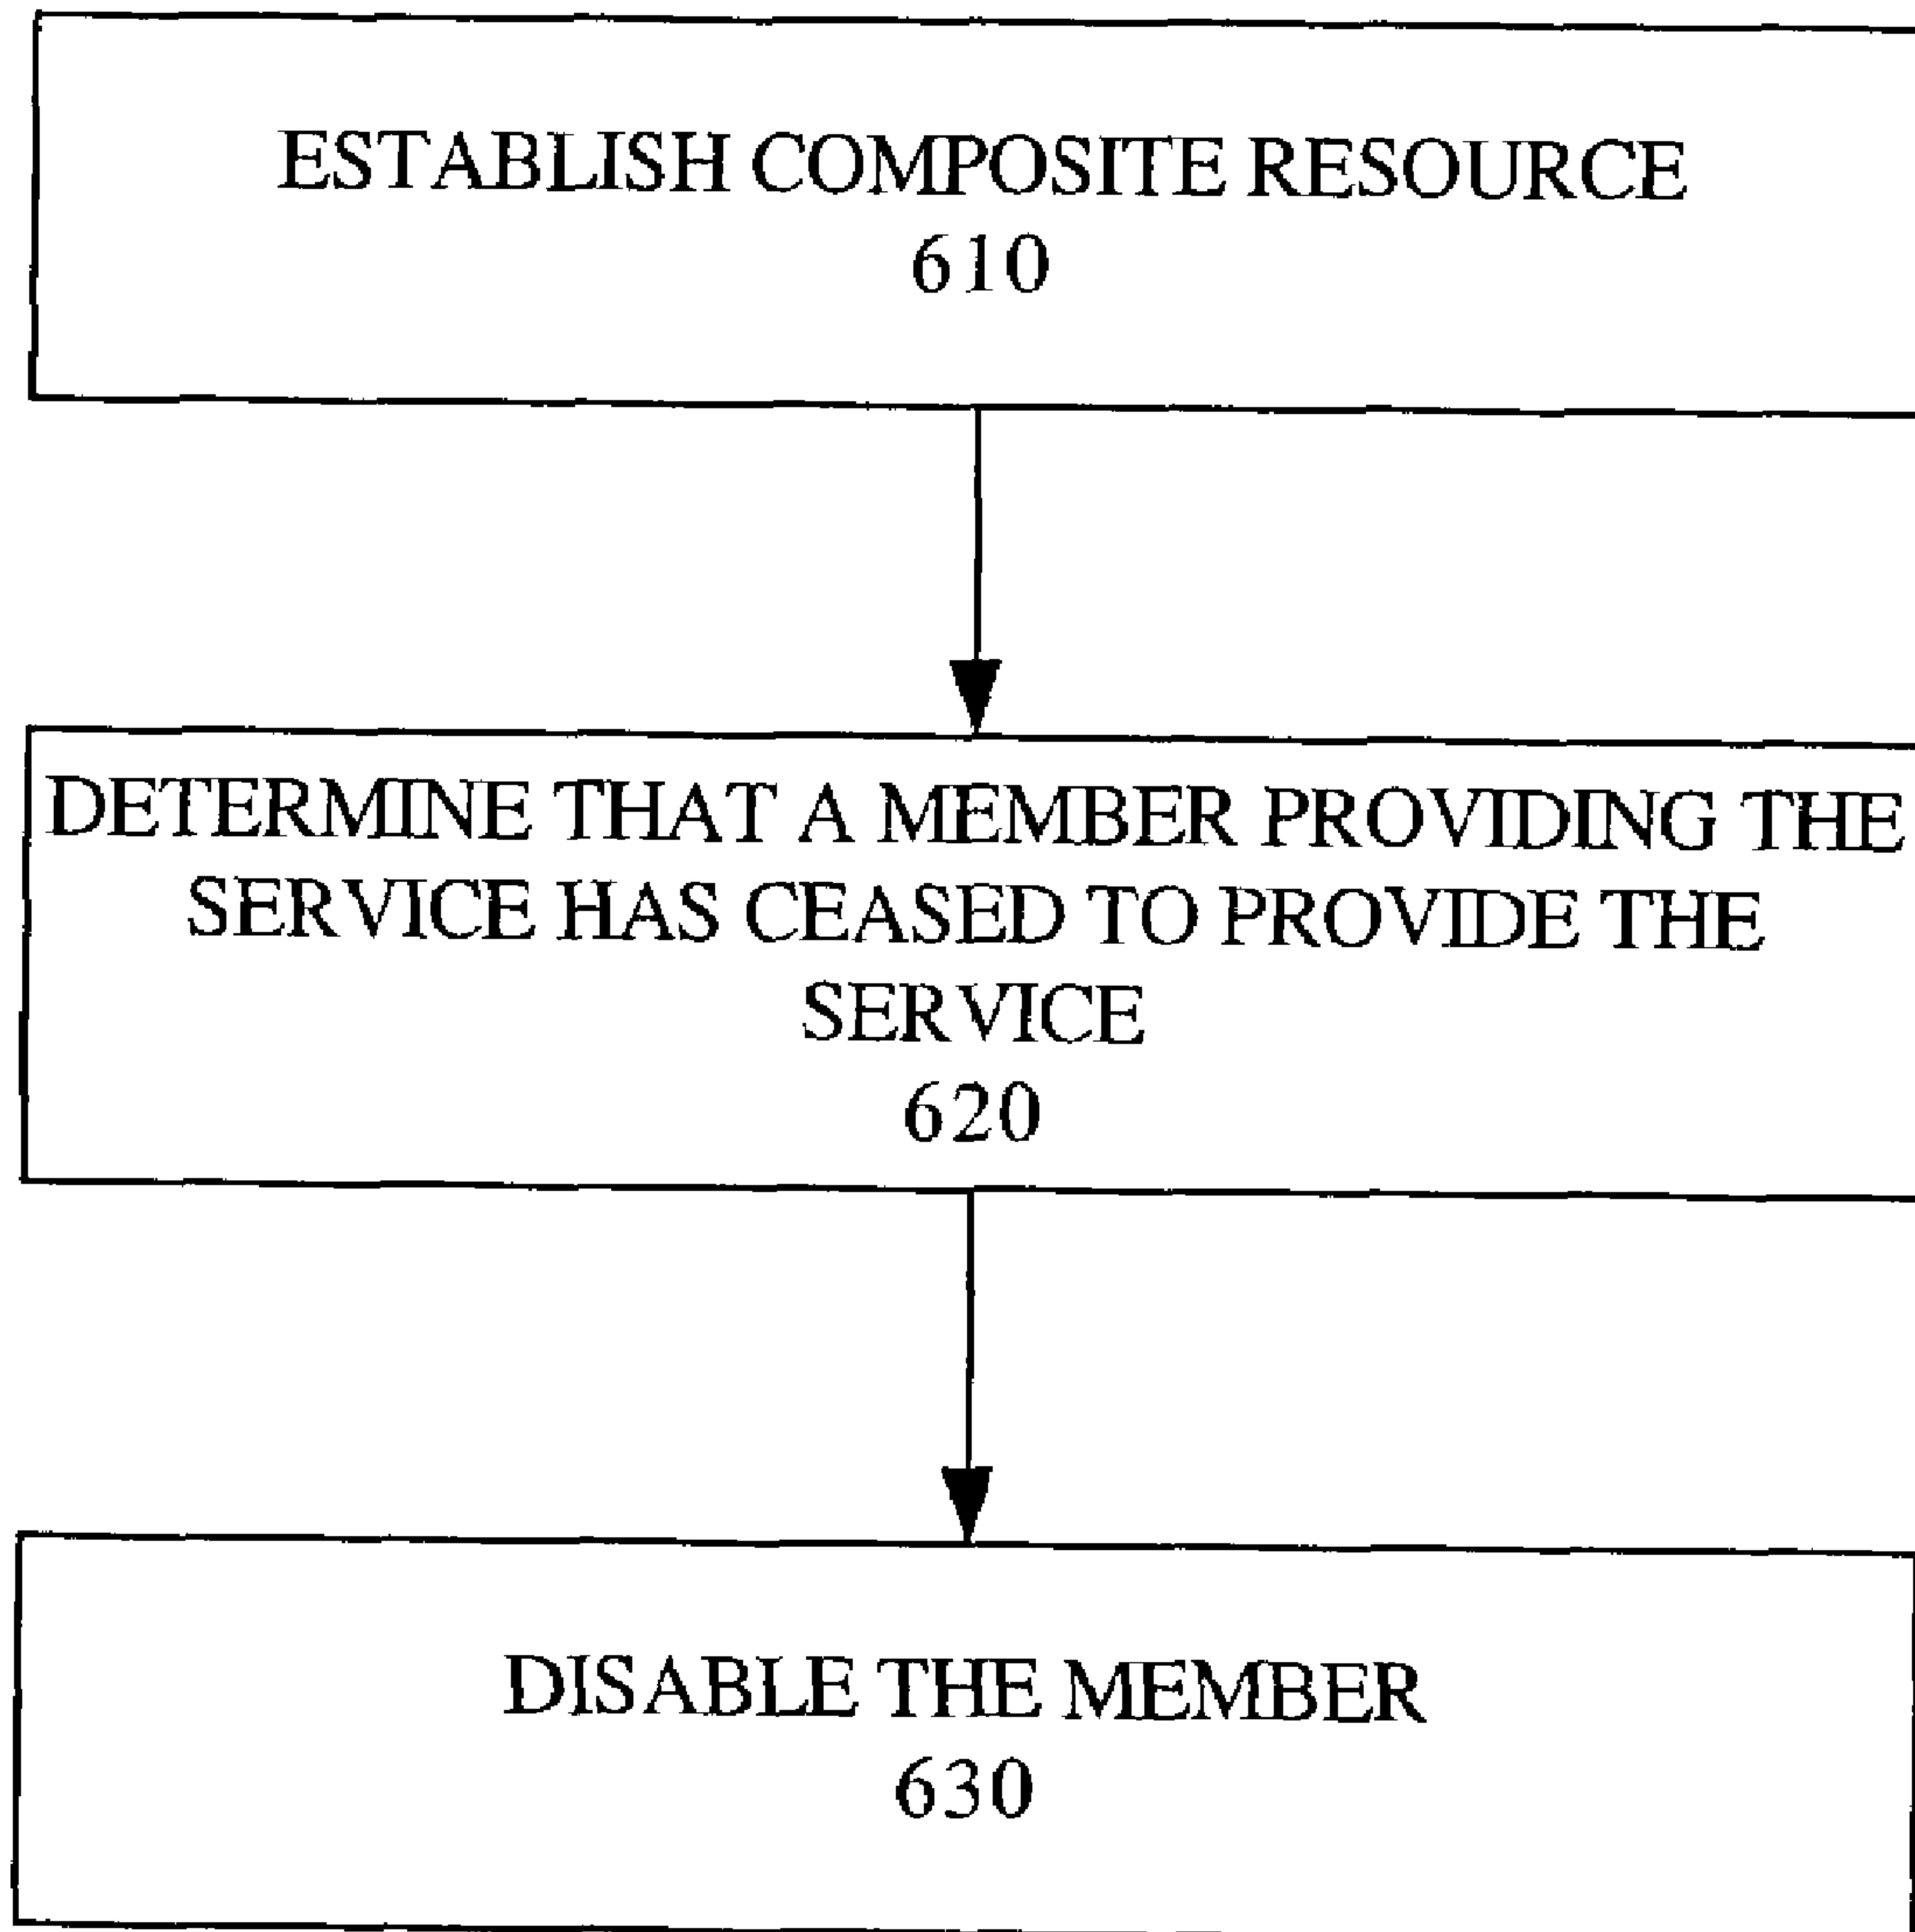 ESTABLISH COMPOSITE RESOURCE
610
DETERMINE THAT A MEMBER PROVIDING THE
SERVICE HAS CEASED TO PROVIDE THE
SERVICE
620
DISABLE THE MEMBER
630